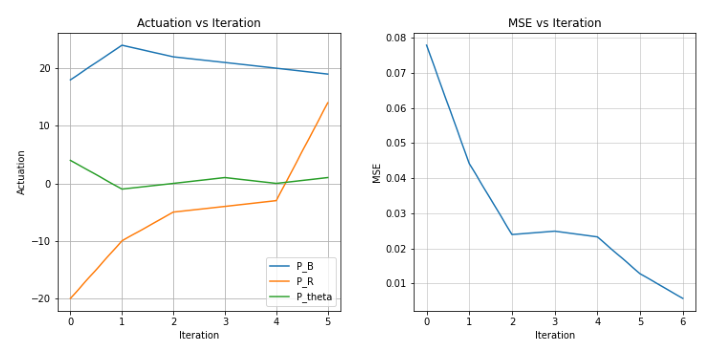 Actuation vs Iteration
Actuation
20
10
0
−10
−20
0 1 2 3 4 5
Iteration
P_B
P_R
P_theta
MSE vs Iteration
MSE
0.08
0.07
0.06
0.05
0.04
0.03
0.02
0.01
0 1 2 3 4 5 6
Iteration